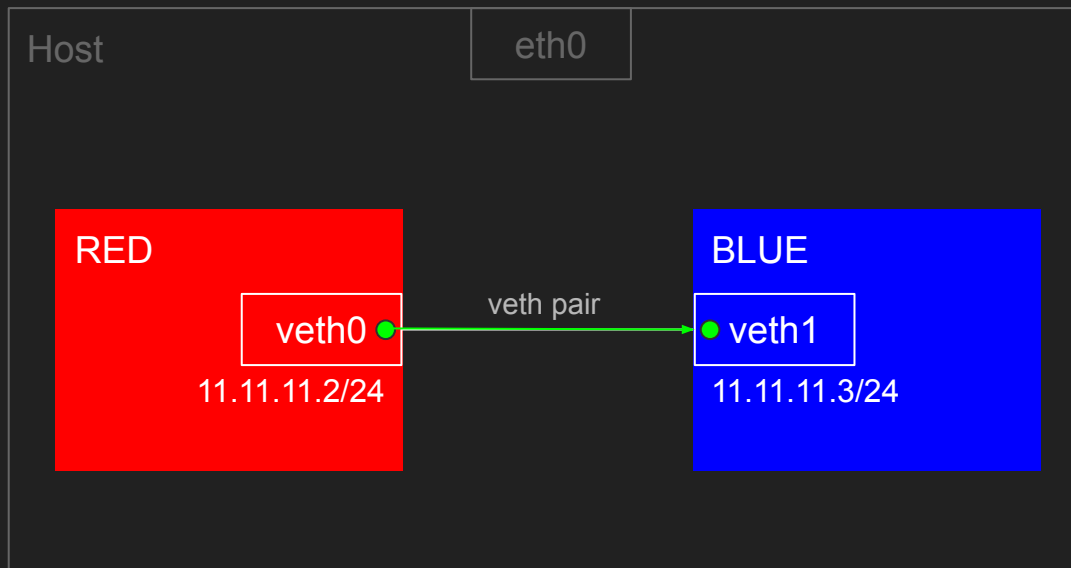 Host
eth0
RED
BLUE
veth pair
veth0
veth1
11.11.11.2/24
11.11.11.3/24